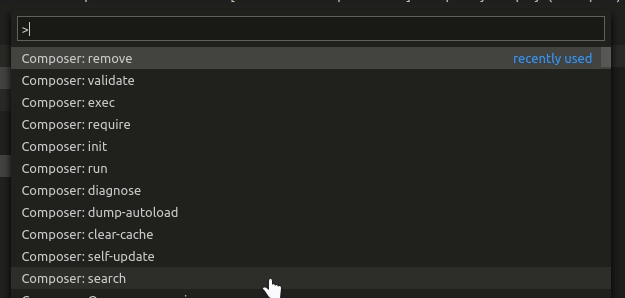 >
Composer: remove recently used
Composer: validate
Composer: exec
Composer: require
Composer: init
Composer: run
Composer: diagnose
Composer: dump-autoload
Composer: clear-cache
Composer: self-update
Composer: search